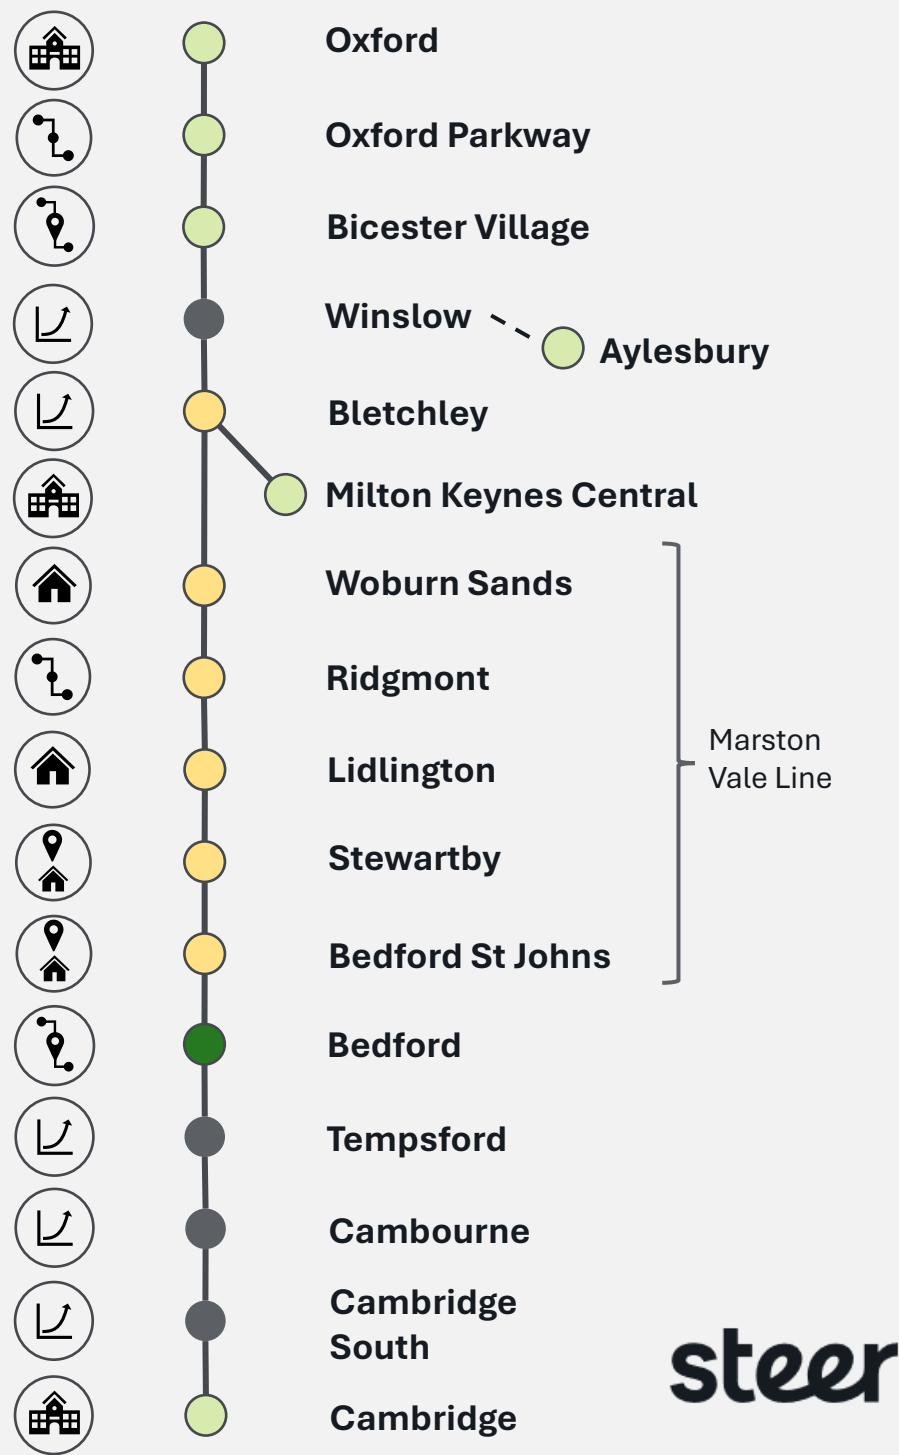 Oxford
Oxford Parkway
Bicester Village
Winslow
Aylesbury
Bletchley
Milton Keynes Central
Woburn Sands
Ridgmont
Marston
Vale Line
Lidlington
Stewartby
Bedford St Johns
Bedford
Tempsford
Cambourne
Cambridge
South
steer
Cambridge